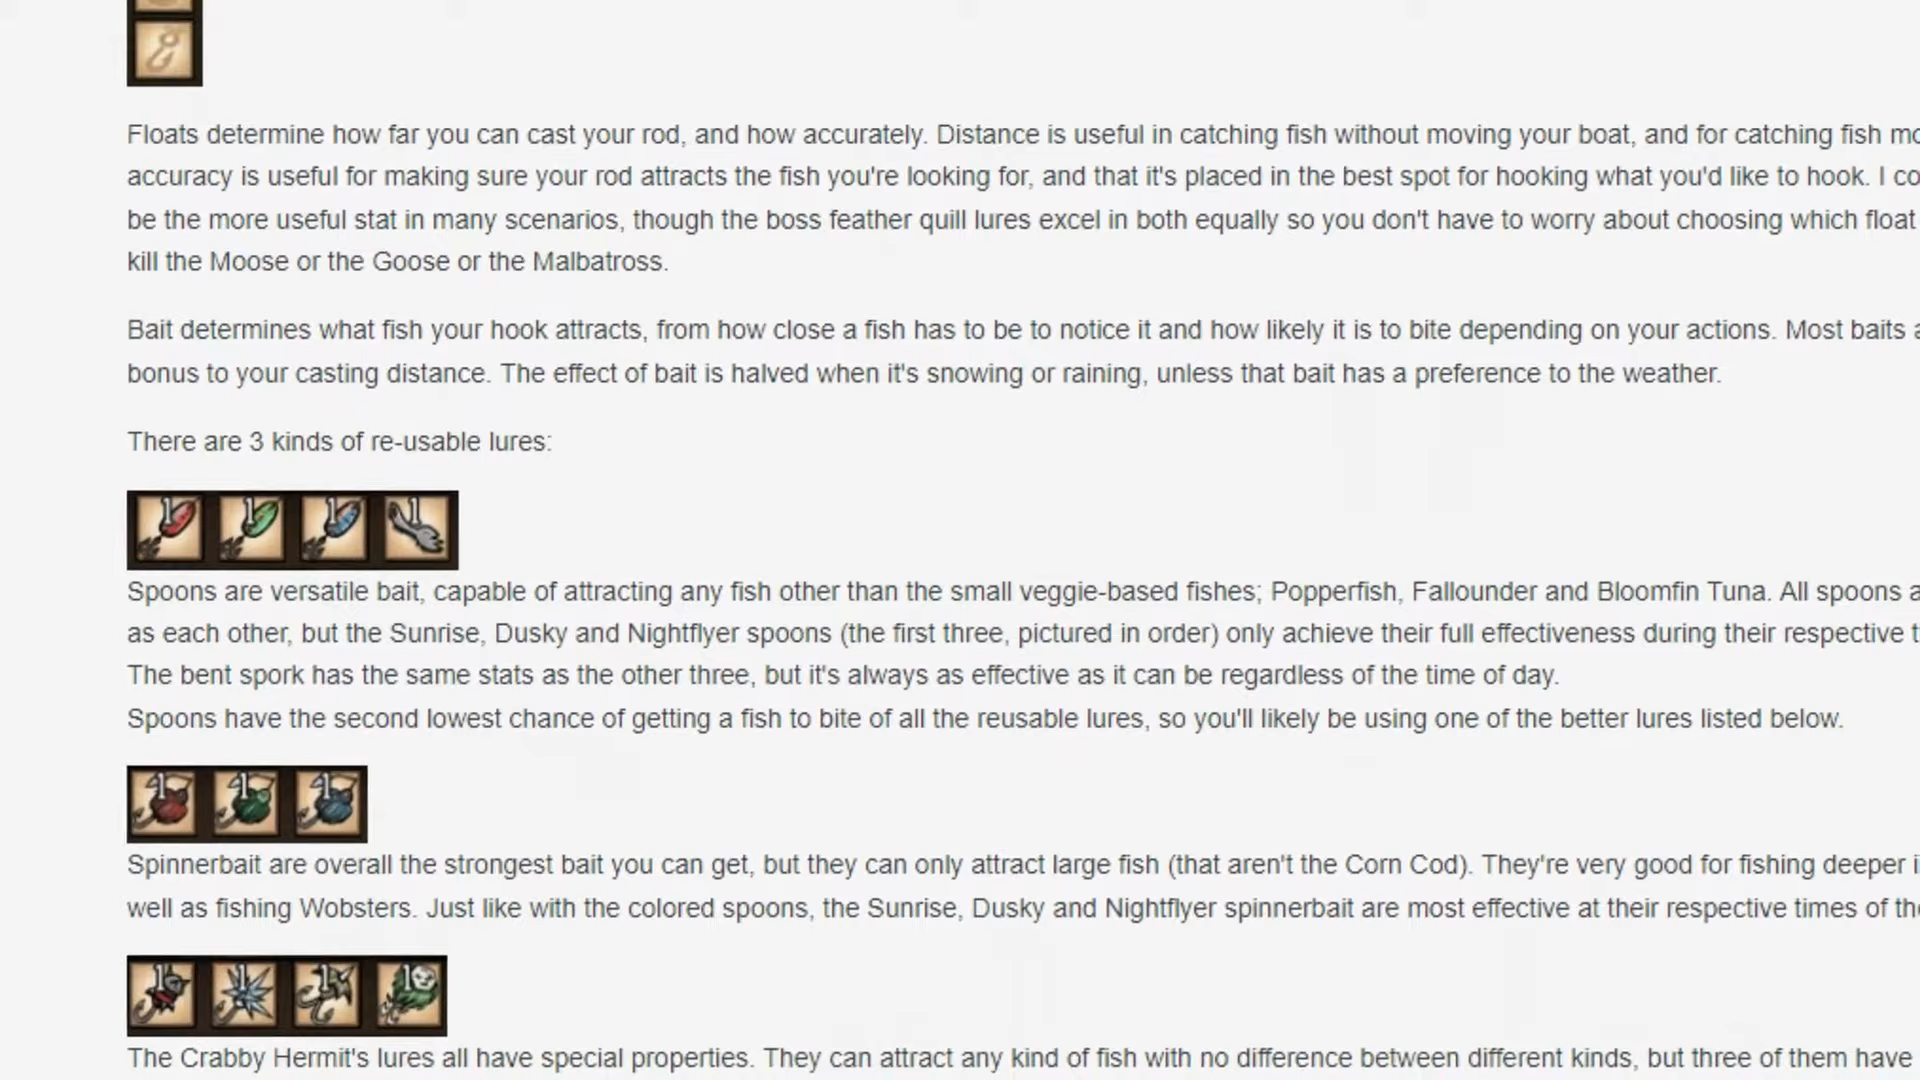 Floats determine how far you can cast your rod, and how accurately. Distance is useful in catching fish without moving your boat, and for catching fish
accuracy is useful for making sure your rod attracts the fish you're looking for, and that it's placed in the best spot for hooking what you'd like to hook. I
be the more useful stat in many scenarios, though the boss feather quill lures excel in both equally so you don't have to worry about choosing which float
kill the Moose or the Goose or the Malbatross.
Bait determines what fish your hook attracts, from how close a fish has to be to notice it and how likely it is to bite depending on your actions. Most baits
bonus to your casting distance. The effect of bait is halved when it's snowing or raining, unless that bait has a preference to the weather.
There are 3 kinds of re-usable lures:
1 1 1 1
Spoons are versatile bait, capable of attracting any fish other than the small veggie-based fishes; Popperfish, Fallounder and Bloomfin Tuna. All spoons
as each other, but the Sunrise, Dusky and Nightflyer spoons (the first three, pictured in order) only achieve their full effectiveness during their respective
The bent spork has the same stats as the other three, but it's always as effective as it can be regardless of the time of day.
Spoons have the second lowest chance of getting a fish to bite of all the reusable lures, so you'll likely be using one of the better lures listed below.
1 1 1
Spinnerbait are overall the strongest bait you can get, but they can only attract large fish (that aren't the Corn Cod). They're very good for fishing deeper
well as fishing Wobsters. Just like with the colored spoons, the Sunrise, Dusky and Nightflyer spinnerbait are most effective at their respective times of
1 1 1 1
The Crabby Hermit's lures all have special properties. They can attract any kind of fish with no difference between different kinds, but three of them have